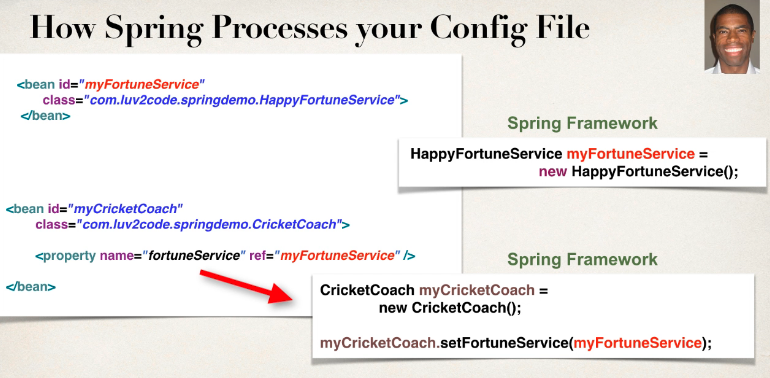 How Spring Processes your Config File
<bean id="myFortuneService"
class="com.luv2code.springdemo.HappyFortuneService">
</bean>
Spring Framework
HappyFortuneService myFortuneService =
new HappyFortuneService();
<bean id="myCricketCoach"
class="com.luv2code.springdemo.CricketCoach">
<property name="fortuneService" ref="myFortuneService" />
</bean>
Spring Framework
CricketCoach myCricketCoach =
new CricketCoach();
myCricketCoach.setFortuneService(myFortuneService);